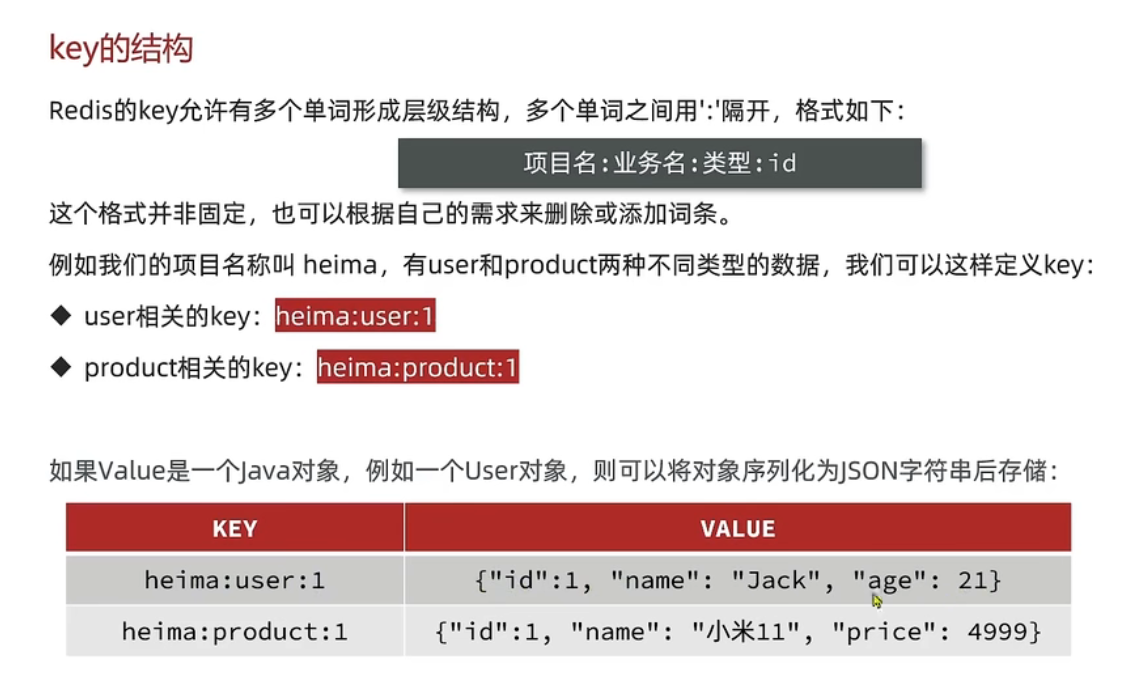 key的结构
Redis的key允许有多个单词形成层级结构，多个单词之间用':'隔开，格式如下：
项目名:业务名:类型:id
这个格式并非固定，也可以根据自己的需求来删除或添加词条。
例如我们的项目名称叫 heima，有user和product两种不同类型的数据，我们可以这样定义key：
◆ user相关的key：heima:user:1
◆ product相关的key：heima:product:1
如果Value是一个Java对象，例如一个User对象，则可以将对象序列化为JSON字符串后存储：
KEY VALUE
heima:user:1 {"id":1, "name": "Jack", "age": 21}
heima:product:1 {"id":1, "name": "小米11", "price": 4999}